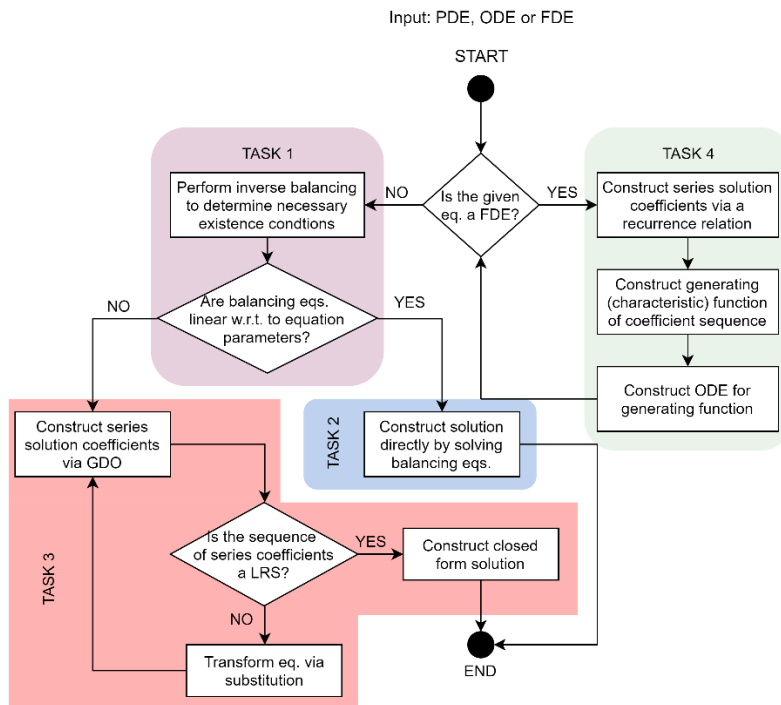 Input: PDE, ODE or FDE
START
TASK 1
Perform inverse balancing
to determine necessary
existence condtions
NO
Is the given
eq. a FDE?
YES
TASK 4
Construct series solution
coefficients via a
recurrence relation
Construct generating
(characteristic) function
of coefficient sequence
Construct ODE for
generating function
NO
Are balancing eqs.
linear w.r.t. to equation
parameters?
YES
Construct series
solution coefficients
via GDO
TASK 2
Construct solution
directly by solving
balancing eqs.
TASK 3
Is the sequence
of series coefficients
a LRS?
YES
Construct closed
form solution
NO
Transform eq. via
substitution
END